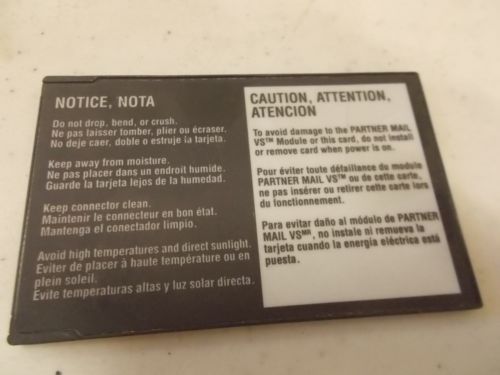 NOTICE, NOTA
Do not drop, bend, or crush.
Ne pas laisser tomber, plier ou écraser.
No deje caer, doble o estruje la tarjeta.
Keep away from moisture.
Ne pas placer dans un endroit humide.
Guarde la tarjeta lejos de la humedad.
Keep connector clean.
Maintenir le connecteur en bon état.
Mantenga el conectador limpio.
Avoid high temperatures and direct sunlight.
Eviter de placer à haute température ou en
plein soleil.
Evite temperaturas altas y luz solar directa.
CAUTION, ATTENTION,
ATENCION
To avoid damage to the PARTNER MAIL
VS™ Module or this card, do not install
or remove card when power is on.
Pour éviter toute défaillance du module
PARTNER MAIL VS™ ou de cette carte,
ne pas insérer ou retirer cette carte lors
du fonctionnement.
Para evitar daño al módulo de PARTNER
MAIL VSᴹᴿ, no instale ni remueva la
tarjeta cuando la energía eléctrica está
puesta.